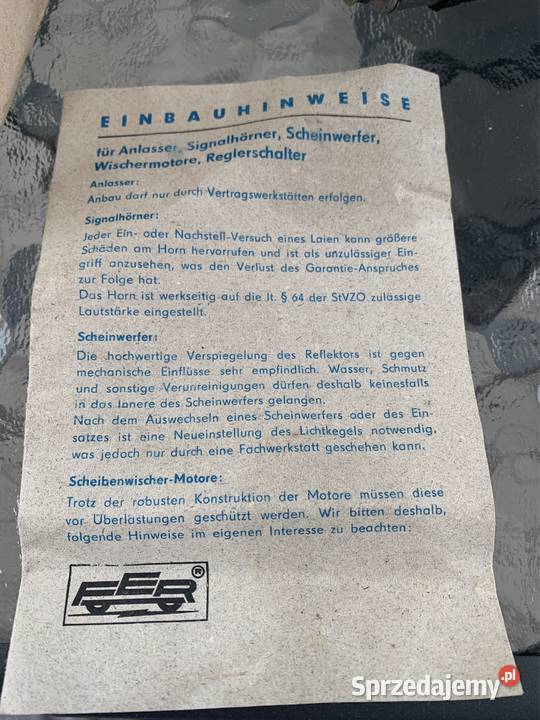 EINBAUHINWEISE
für Anlasser, Signalhörner, Scheinwerfer,
Wischermotore, Reglerschalter
Anlasser:
Anbau darf nur durch Vertragswerkstätten erfolgen.
Signalhörner:
Jeder Ein- oder Nachstell-Versuch eines Laien kann größere
Schäden am Horn hervorrufen und ist als unzulässiger Ein-
griff anzusehen, was den Verlust des Garantie-Anspruches
zur Folge hat.
Das Horn ist werkseitig auf die lt. § 64 der StVZO zulässige
Lautstärke eingestellt.
Scheinwerfer:
Die hochwertige Verspiegelung des Reflektors ist gegen
mechanische Einflüsse sehr empfindlich. Wasser, Schmutz
und sonstige Verunreinigungen dürfen deshalb keinesfalls
in das Innere des Scheinwerfers gelangen.
Nach dem Auswechseln eines Scheinwerfers oder des Ein-
satzes ist eine Neueinstellung des Lichtkegels notwendig,
was jedoch nur durch eine Fachwerkstatt geschehen kann.
Scheibenwischer-Motore:
Trotz der robusten Konstruktion der Motore müssen diese
vor Überlastungen geschützt werden. Wir bitten deshalb,
folgende Hinweise im eigenen Interesse zu beachten:
FER ®
Sprzedajemy.pl